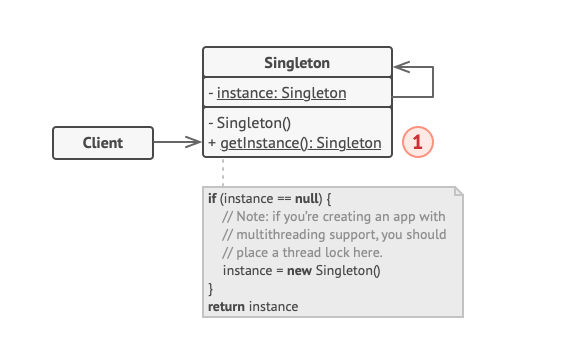 Singleton
- instance: Singleton
- Singleton()
+ getInstance(): Singleton
Client
1
if (instance == null) {
// Note: if you're creating an app with
// multithreading support, you should
// place a thread lock here.
instance = new Singleton()
}
return instance